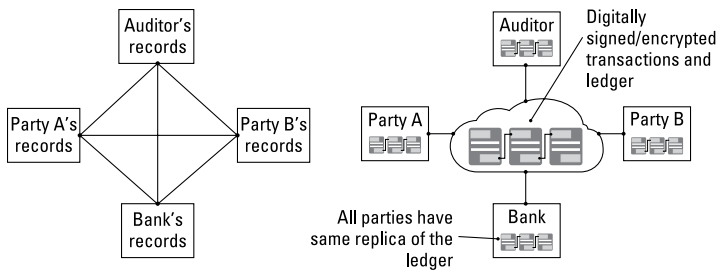 Auditor's
records
Party A's
records
Party B's
records
Bank's
records
Auditor
Digitally
signed/encrypted
transactions and
ledger
Party A
Party B
Bank
All parties have
same replica of the
ledger